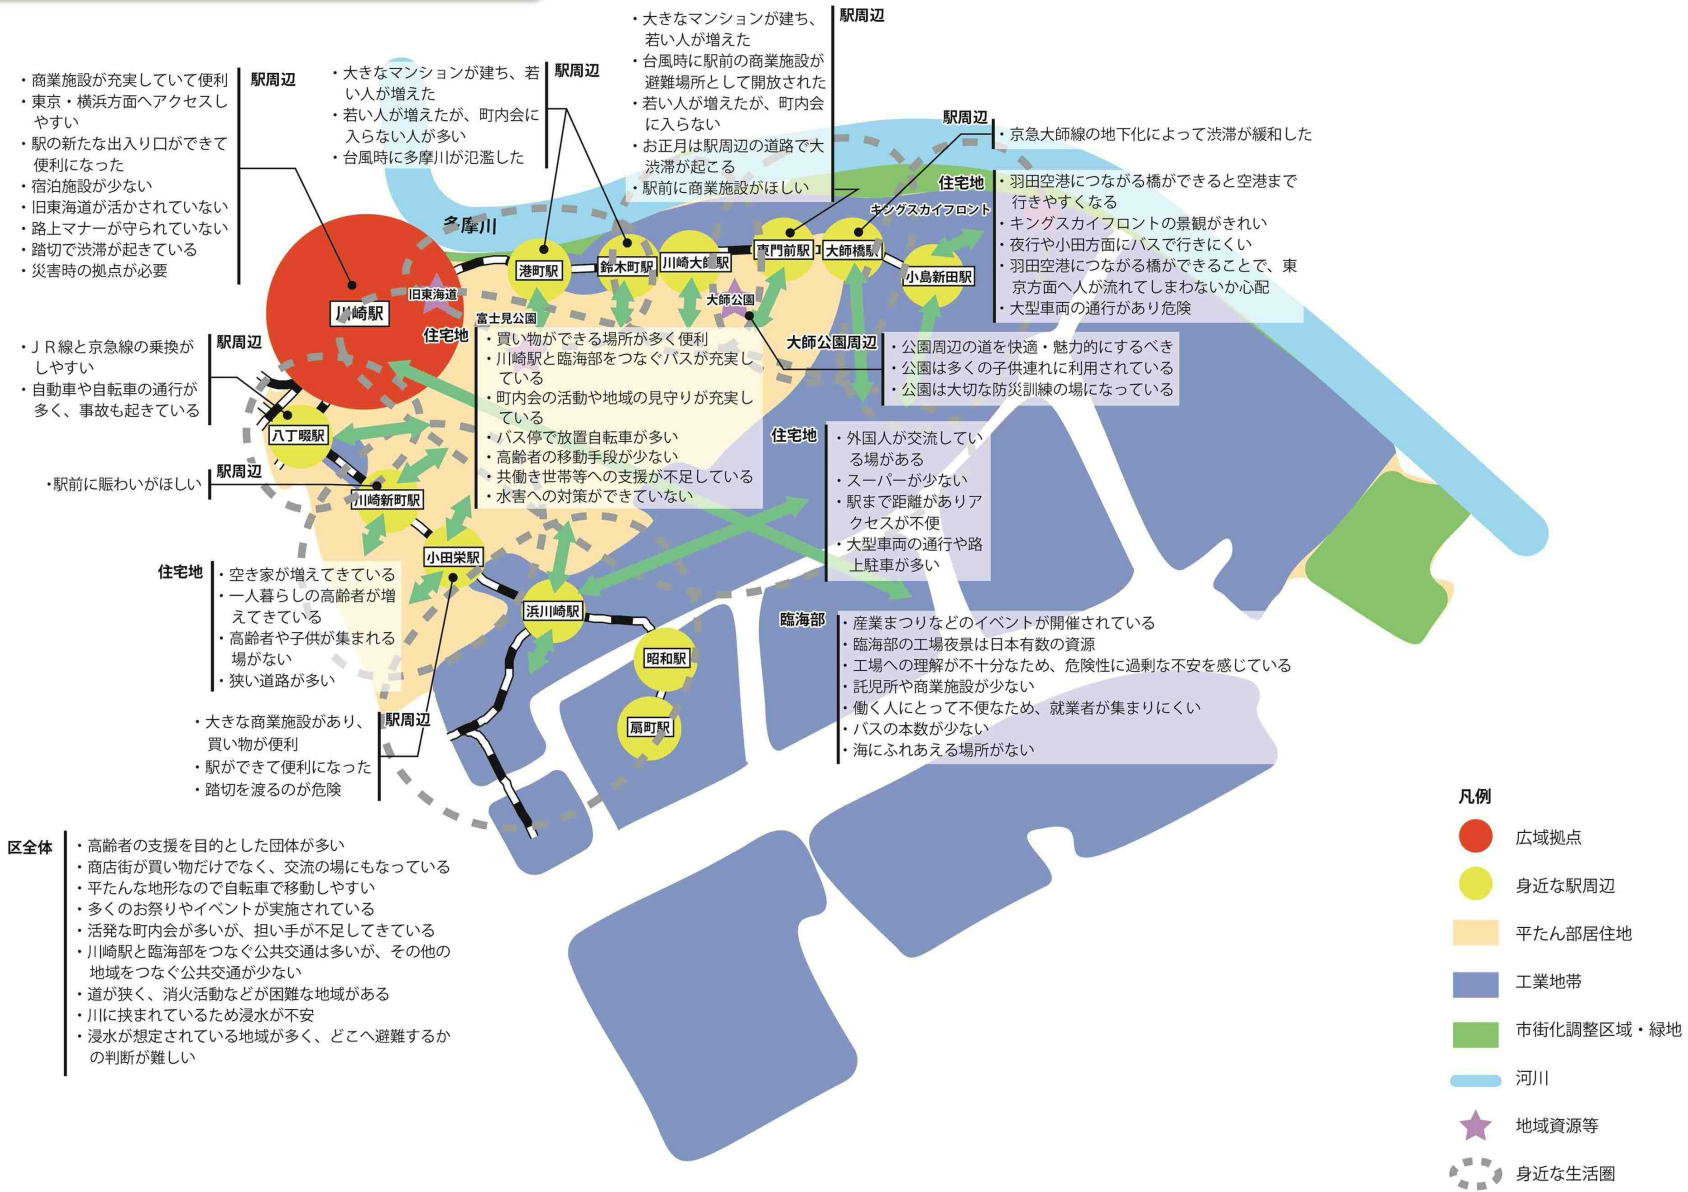 ・商業施設が充実していて便利
・東京・横浜方面へアクセスし
やすい
・駅の新たな出入り口ができて
便利になった
・宿泊施設が少ない
・旧東海道が活かされていない
・路上マナーが守られていない
・踏切で渋滞が起きている
・災害時の拠点が必要
駅周辺
・大きなマンションが建ち、若
い人が増えた
・若い人が増えたが、町内会に
入らない人が多い
・台風時に多摩川が氾濫した
駅周辺
・大きなマンションが建ち、
若い人が増えた
・台風時に駅前の商業施設が
避難場所として開放された
・若い人が増えたが、町内会
に入らない
・お正月は駅周辺の道路で大
渋滞が起こる
・駅前に商業施設がほしい
駅周辺
駅周辺
・京急大師線の地下化によって渋滞が緩和した
住宅地
・羽田空港につながる橋ができると空港まで
行きやすくなる
・キングスカイフロントの景観がきれい
・夜行や小田方面にバスで行きにくい
・羽田空港につながる橋ができることで、東
京方面へ人が流れてしまわないか心配
・大型車両の通行があり危険
キングスカイフロント
多摩川
港町駅
鈴木町駅
川崎大師駅
東門前駅
大師橋駅
小島新田駅
旧東海道
川崎駅
大師公園
富士見公園
住宅地
・買い物ができる場所が多く便利
・川崎駅と臨海部をつなぐバスが充実し
ている
・町内会の活動や地域の見守りが充実し
ている
・バス停で放置自転車が多い
・高齢者の移動手段が少ない
・共働き世帯等への支援が不足している
・水害への対策ができていない
大師公園周辺
・公園周辺の道を快適・魅力的にするべき
・公園は多くの子供連れに利用されている
・公園は大切な防災訓練の場になっている
・ＪＲ線と京急線の乗換が
しやすい
・自動車や自転車の通行が
多く、事故も起きている
駅周辺
八丁畷駅
・駅前に賑わいがほしい
駅周辺
川崎新町駅
住宅地
・外国人が交流してい
る場がある
・スーパーが少ない
・駅まで距離がありア
クセスが不便
・大型車両の通行や路
上駐車が多い
小田栄駅
住宅地
・空き家が増えてきている
・一人暮らしの高齢者が増
えてきている
・高齢者や子供が集まれる
場がない
・狭い道路が多い
浜川崎駅
昭和駅
扇町駅
臨海部
・産業まつりなどのイベントが開催されている
・臨海部の工場夜景は日本有数の資源
・工場への理解が不十分なため、危険性に過剰な不安を感じている
・託児所や商業施設が少ない
・働く人にとって不便なため、就業者が集まりにくい
・バスの本数が少ない
・海にふれあえる場所がない
・大きな商業施設があり、
買い物が便利
・駅ができて便利になった
・踏切を渡るのが危険
駅周辺
区全体
・高齢者の支援を目的とした団体が多い
・商店街が買い物だけでなく、交流の場にもなっている
・平たんな地形なので自転車で移動しやすい
・多くのお祭りやイベントが実施されている
・活発な町内会が多いが、担い手が不足してきている
・川崎駅と臨海部をつなぐ公共交通は多いが、その他の
地域をつなぐ公共交通が少ない
・道が狭く、消火活動などが困難な地域がある
・川に挟まれているため浸水が不安
・浸水が想定されている地域が多く、どこへ避難するか
の判断が難しい
凡例
広域拠点
身近な駅周辺
平たん部居住地
工業地帯
市街化調整区域・緑地
河川
地域資源等
身近な生活圏